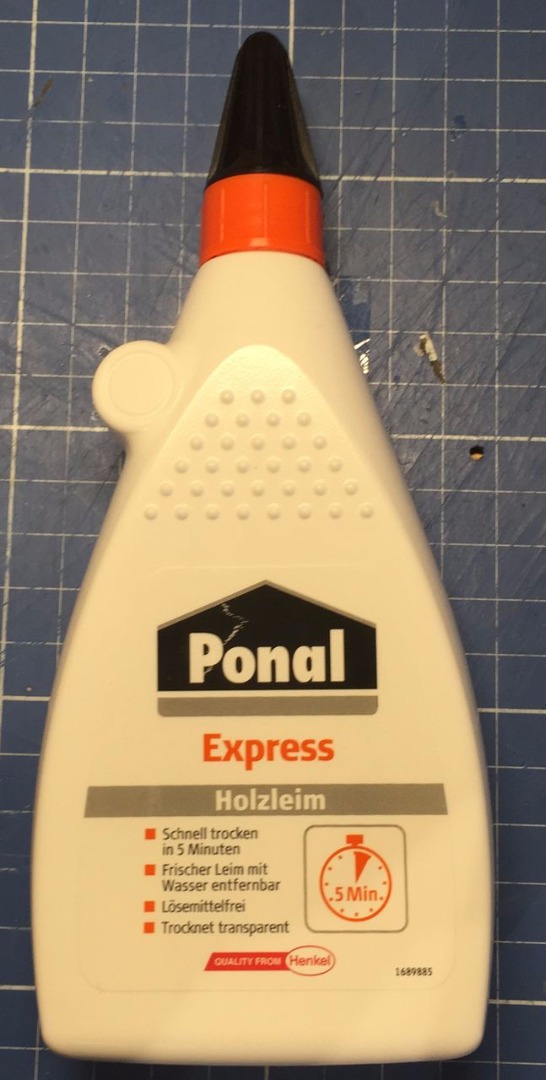 Ponal
Express
Holzleim
Schnell trocken
in 5 Minuten
Frischer Leim mit
Wasser entfernbar
Lösemittelfrei
Trocknet transparent
5 Min.
QUALITY FROM Henkel
1689885